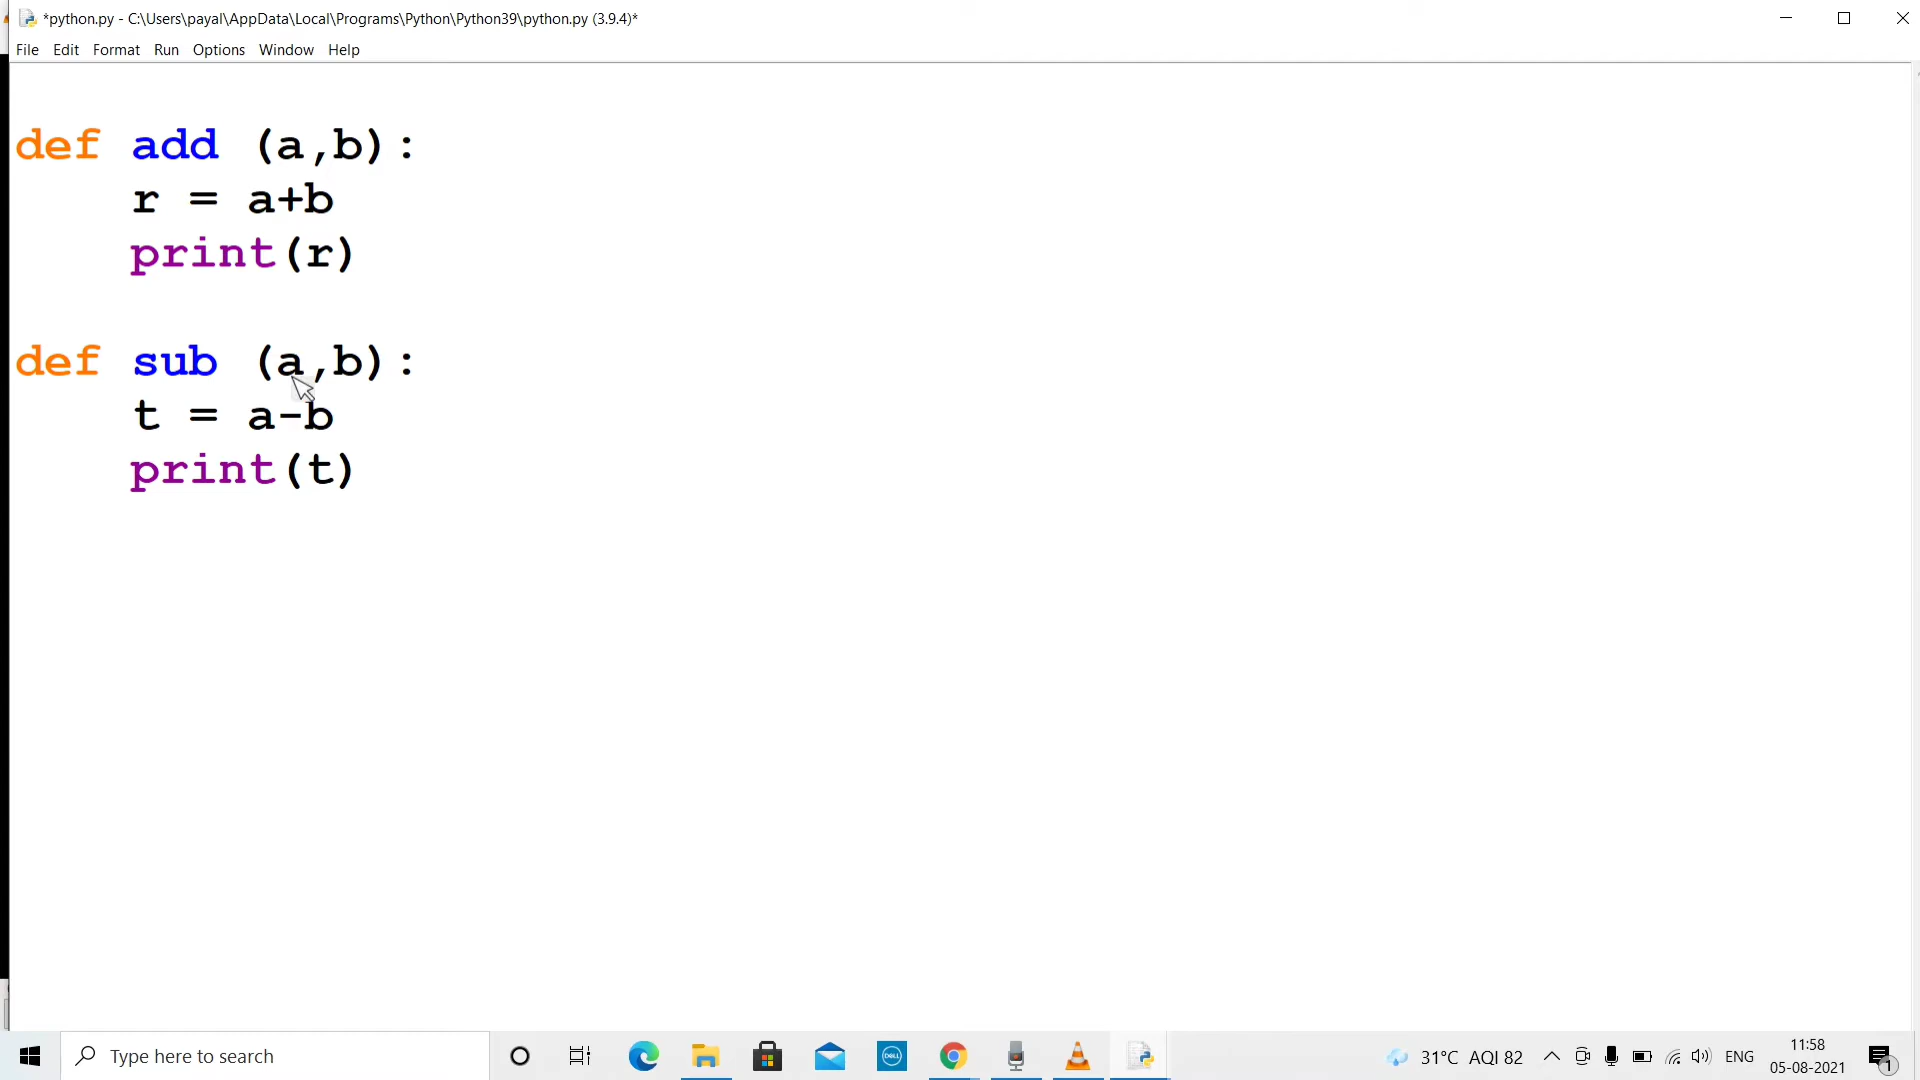 *python.py - C:\Users\payal\AppData\Local\Programs\Python\Python39\python.py (3.9.4)*
File Edit Format Run Options Window Help
def add (a,b):
    r = a+b
    print(r)
def sub (a,b):
    t = a-b
    print(t)
Type here to search
DELL
31°C AQI 82
ENG
11:58
05-08-2021
1